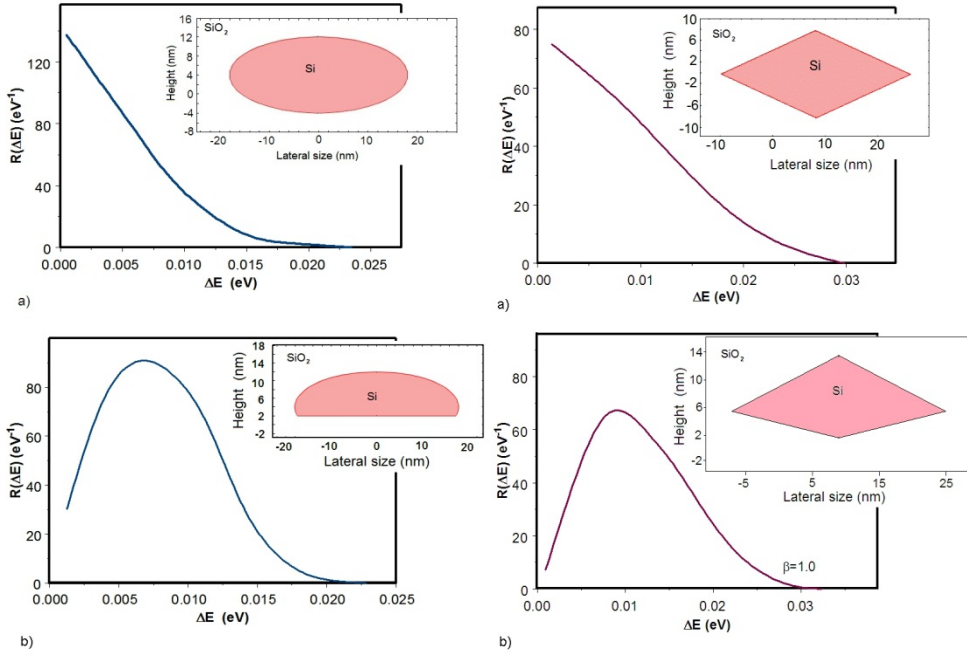 R(ΔE) (eV⁻¹)
120
80
40
0
0.000 0.005 0.010 0.015 0.020 0.025
ΔE (eV)
a)
SiO₂
Si
Height (nm)
16
12
8
4
0
-4
-8
-20 -10 0 10 20
Lateral size (nm)
R(ΔE) (eV⁻¹)
80
60
40
20
0
0.00 0.01 0.02 0.03
ΔE (eV)
a)
SiO₂
Si
Height (nm)
10
6
2
-2
-6
-10
-10 0 10 20
Lateral size (nm)
R(ΔE) (eV⁻¹)
80
60
40
20
0
0.000 0.005 0.010 0.015 0.020 0.025
ΔE (eV)
b)
SiO₂
Si
Height (nm)
18
14
10
6
2
-2
-20 -10 0 10 20
Lateral size (nm)
R(ΔE) (eV⁻¹)
80
60
40
20
0
0.00 0.01 0.02 0.03
ΔE (eV)
b)
β=1.0
SiO₂
Si
Height (nm)
14
10
6
2
-2
-5 5 15 25
Lateral size (nm)